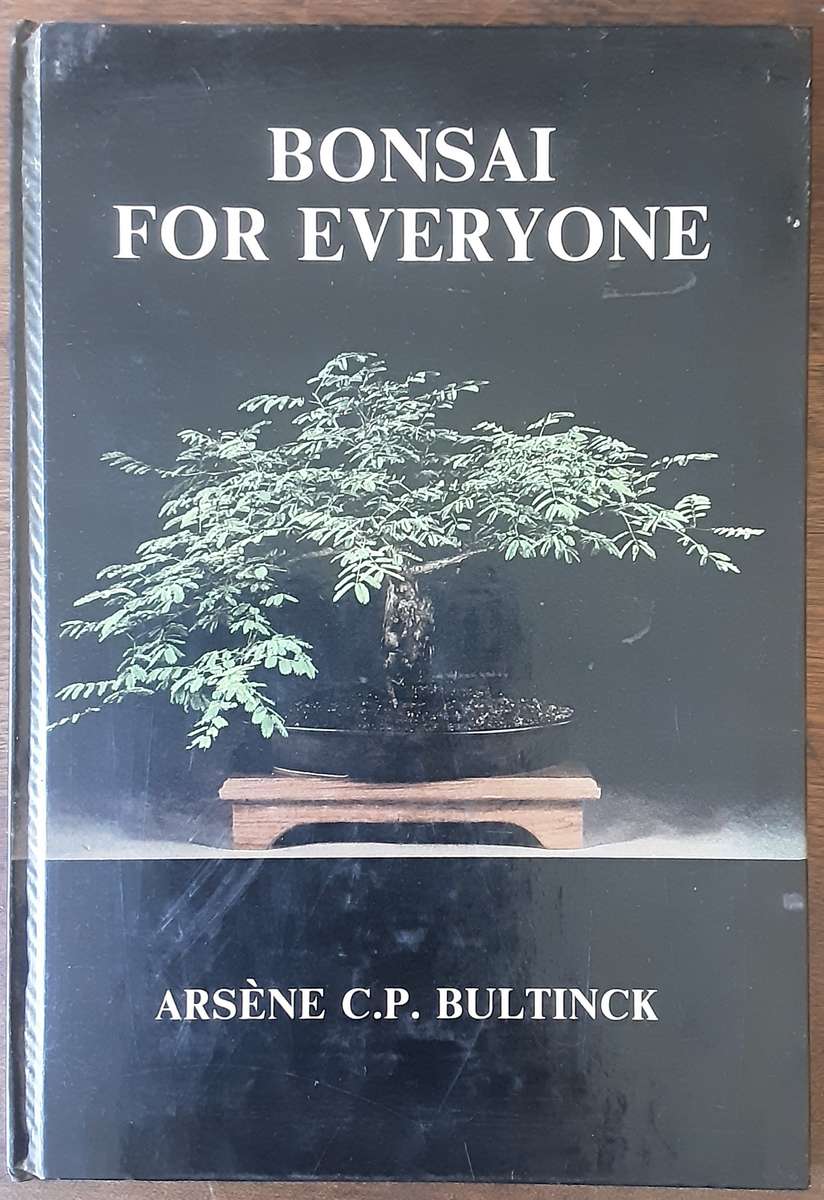 BONSAI
FOR EVERYONE
ARSÈNE C.P. BULTINCK